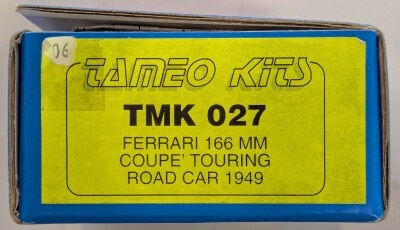 06
TAMEO KITS
TMK 027
FERRARI 166 MM
COUPE' TOURING
ROAD CAR 1949